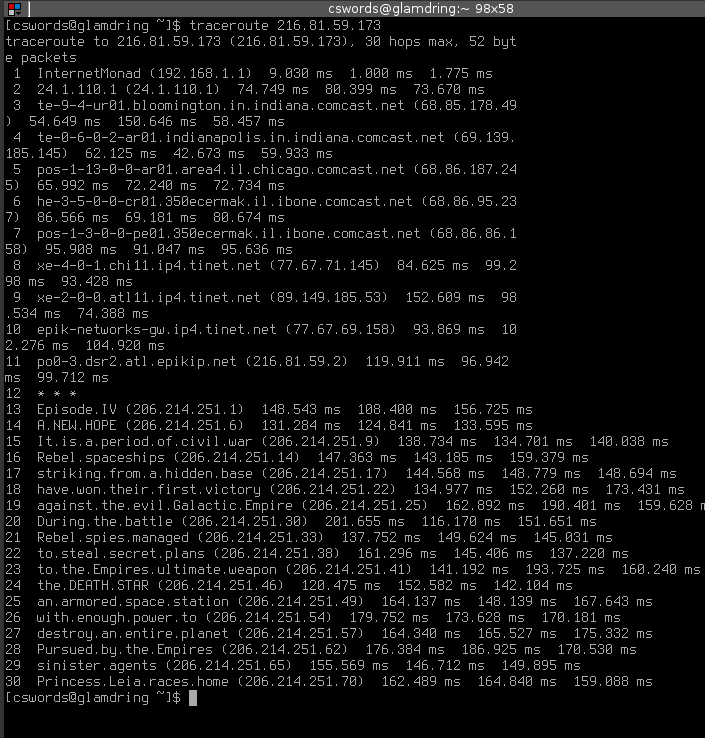 cswords@glamdring:~ 98x58
[cswords@glamdring ~]$ traceroute 216.81.59.173
traceroute to 216.81.59.173 (216.81.59.173), 30 hops max, 52 byt
e packets
 1  InternetMonad (192.168.1.1)  9.030 ms  1.000 ms  1.775 ms
 2  24.1.110.1 (24.1.110.1)  74.749 ms  80.399 ms  73.670 ms
 3  te-9-4-ur01.bloomington.in.indiana.comcast.net (68.85.178.49
)  54.649 ms  150.646 ms  58.457 ms
 4  te-0-6-0-2-ar01.indianapolis.in.indiana.comcast.net (69.139.
185.145)  62.125 ms  42.673 ms  59.933 ms
 5  pos-1-13-0-0-ar01.area4.il.chicago.comcast.net (68.86.187.24
5)  65.992 ms  72.240 ms  72.734 ms
 6  he-3-5-0-0-cr01.350ecermak.il.ibone.comcast.net (68.86.95.23
7)  86.566 ms  69.181 ms  80.674 ms
 7  pos-1-3-0-0-pe01.350ecermak.il.ibone.comcast.net (68.86.86.1
58)  95.908 ms  91.047 ms  95.636 ms
 8  xe-4-0-1.chi11.ip4.tinet.net (77.67.71.145)  84.625 ms  99.2
98 ms  93.428 ms
 9  xe-2-0-0.atl11.ip4.tinet.net (89.149.185.53)  152.609 ms  98
.534 ms  74.388 ms
10  epik-networks-gw.ip4.tinet.net (77.67.69.158)  93.869 ms  10
2.276 ms  104.920 ms
11  po0-3.dsr2.atl.epikip.net (216.81.59.2)  119.911 ms  96.942
ms  99.712 ms
12  * * *
13  Episode.IV (206.214.251.1)  148.543 ms  108.400 ms  156.725 ms
14  A.NEW.HOPE (206.214.251.6)  131.284 ms  124.841 ms  133.595 ms
15  It.is.a.period.of.civil.war (206.214.251.9)  138.734 ms  134.701 ms  140.038 ms
16  Rebel.spaceships (206.214.251.14)  147.363 ms  143.185 ms  159.379 ms
17  striking.from.a.hidden.base (206.214.251.17)  144.568 ms  148.779 ms  148.694 ms
18  have.won.their.first.victory (206.214.251.22)  134.977 ms  152.260 ms  173.431 ms
19  against.the.evil.Galactic.Empire (206.214.251.25)  162.892 ms  190.401 ms  159.628 m
20  During.the.battle (206.214.251.30)  201.655 ms  116.170 ms  151.651 ms
21  Rebel.spies.managed (206.214.251.33)  137.752 ms  149.624 ms  145.031 ms
22  to.steal.secret.plans (206.214.251.38)  161.296 ms  145.406 ms  137.220 ms
23  to.the.Empires.ultimate.weapon (206.214.251.41)  141.192 ms  193.725 ms  160.240 ms
24  the.DEATH.STAR (206.214.251.46)  120.475 ms  152.582 ms  142.104 ms
25  an.armored.space.station (206.214.251.49)  164.137 ms  148.139 ms  167.643 ms
26  with.enough.power.to (206.214.251.54)  179.752 ms  173.628 ms  170.181 ms
27  destroy.an.entire.planet (206.214.251.57)  164.340 ms  165.527 ms  175.332 ms
28  Pursued.by.the.Empires (206.214.251.62)  176.384 ms  186.925 ms  170.530 ms
29  sinister.agents (206.214.251.65)  155.569 ms  146.712 ms  149.895 ms
30  Princess.Leia.races.home (206.214.251.70)  162.489 ms  164.840 ms  159.088 ms
[cswords@glamdring ~]$